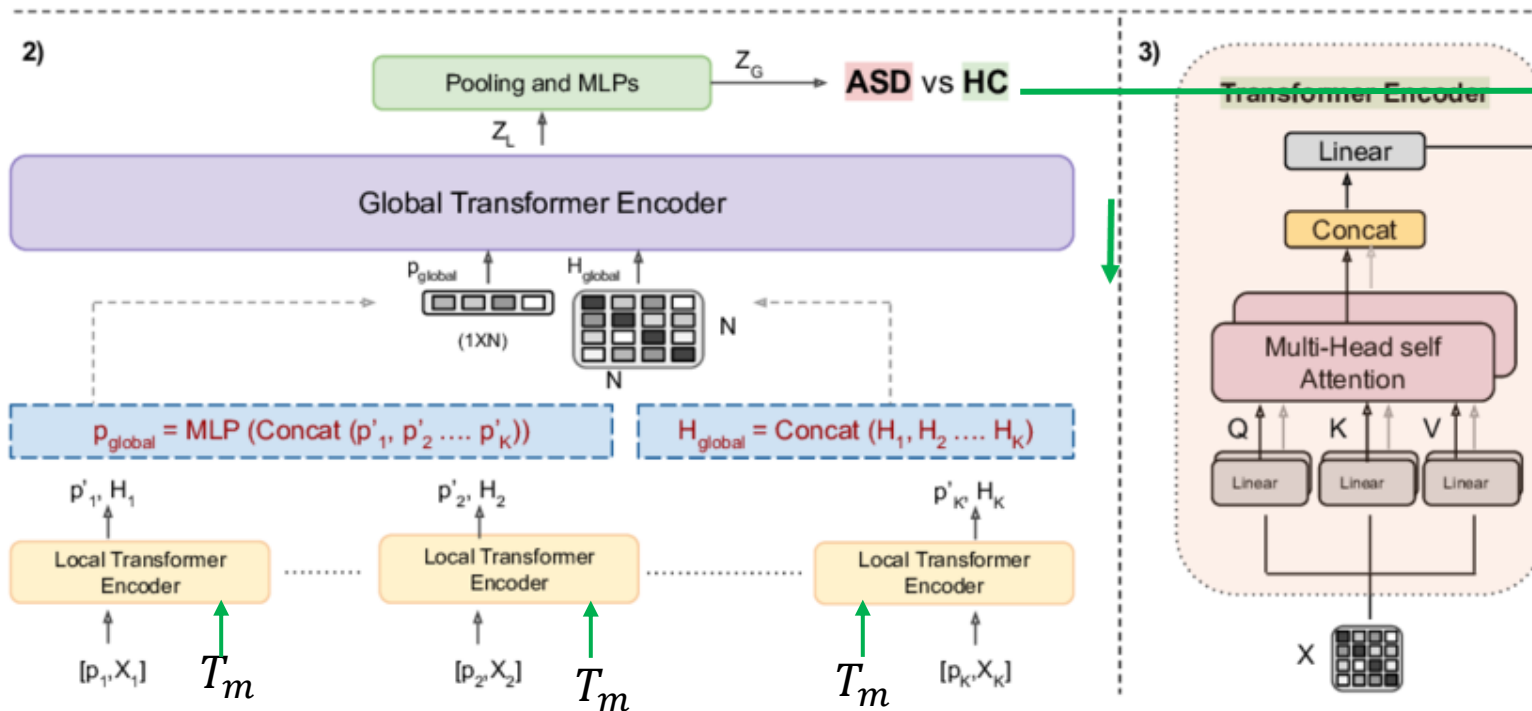 2)
Pooling and MLPs
Z_G
ASD vs HC
Z_L
Global Transformer Encoder
p_global
H_global
(1XN)
N
N
p_global = MLP (Concat (p'_1, p'_2 .... p'_K))
H_global = Concat (H_1, H_2 .... H_K)
p'_1, H_1
p'_2, H_2
p'_K, H_K
Local Transformer
Encoder
Local Transformer
Encoder
Local Transformer
Encoder
[p_1,X_1]
T_m
[p_2,X_2]
T_m
T_m
[p_K,X_K]
3)
Transformer Encoder
Linear
Concat
Multi-Head self
Attention
Q
K
V
Linear
Linear
Linear
X